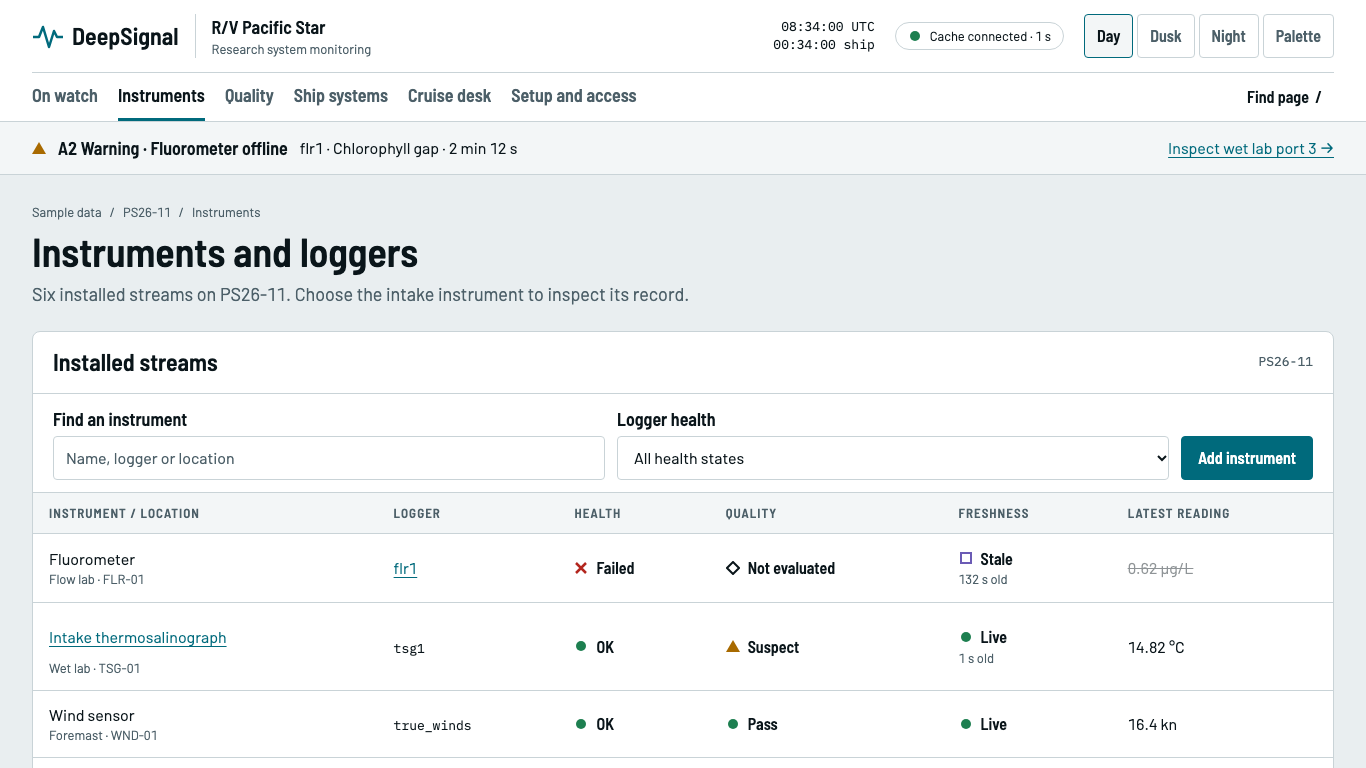 DeepSignal
R/V Pacific Star
Research system monitoring
08:34:00 UTC
00:34:00 ship
Cache connected · 1 s
Day
Dusk
Night
Palette
On watch
Instruments
Quality
Ship systems
Cruise desk
Setup and access
Find page /
A2 Warning · Fluorometer offline
flr1 · Chlorophyll gap · 2 min 12 s
Inspect wet lab port 3 →
Sample data / PS26-11 / Instruments
Instruments and loggers
Six installed streams on PS26-11. Choose the intake instrument to inspect its record.
Installed streams
PS26-11
Find an instrument
Logger health
Name, logger or location
All health states
Add instrument
INSTRUMENT / LOCATION
LOGGER
HEALTH
QUALITY
FRESHNESS
LATEST READING
Fluorometer
Flow lab · FLR-01
flr1
Failed
Not evaluated
Stale
132 s old
0.62 µg/L
Intake thermosalinograph
Wet lab · TSG-01
tsg1
OK
Suspect
Live
1 s old
14.82 °C
Wind sensor
Foremast · WND-01
true_winds
OK
Pass
Live
16.4 kn